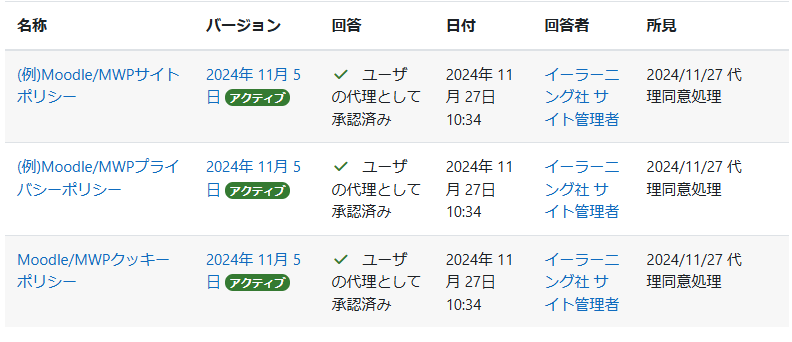 名称 バージョン 回答 日付 回答者 所見
(例)Moodle/MWPサイト
ポリシー
2024年 11月 5
日 アクティブ
ユーザ
の代理として
承認済み
2024年 11
月 27日
10:34
イーラーニ
ング社 サ
イト管理者
2024/11/27 代
理同意処理
(例)Moodle/MWPプライ
バシーポリシー
2024年 11月 5
日 アクティブ
ユーザ
の代理として
承認済み
2024年 11
月 27日
10:34
イーラーニ
ング社 サ
イト管理者
2024/11/27 代
理同意処理
Moodle/MWPクッキー
ポリシー
2024年 11月 5
日 アクティブ
ユーザ
の代理として
承認済み
2024年 11
月 27日
10:34
イーラーニ
ング社 サ
イト管理者
2024/11/27 代
理同意処理